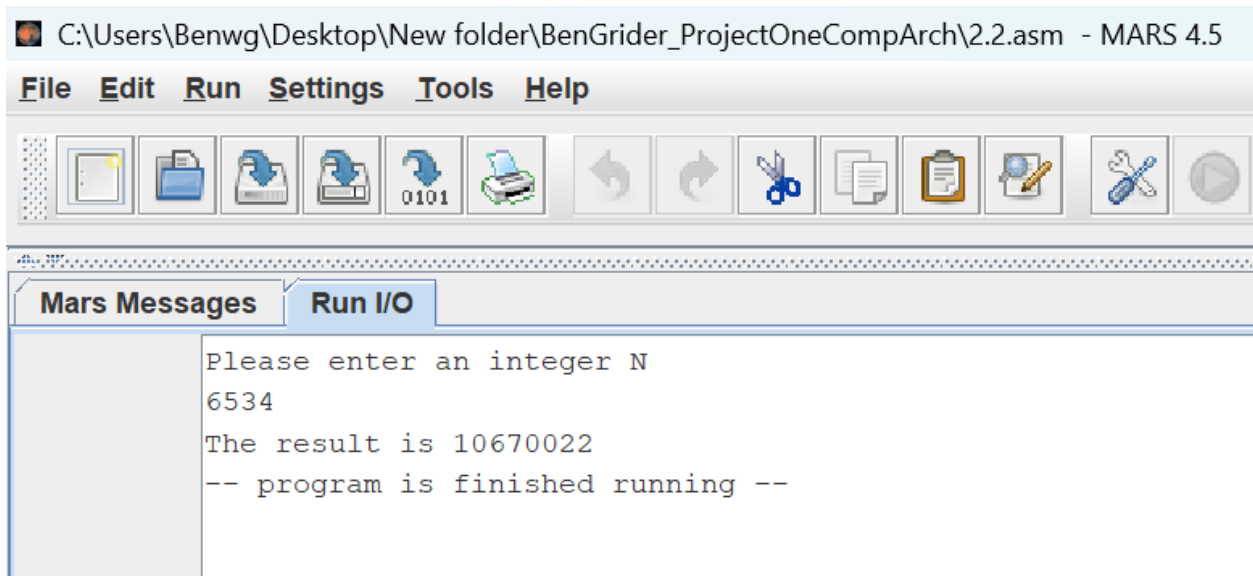 C:\Users\Benwg\Desktop\New folder\BenGrider_ProjectOneCompArch\2.2.asm - MARS 4.5
File Edit Run Settings Tools Help
0101
Mars Messages Run I/O
Please enter an integer N
6534
The result is 10670022
-- program is finished running --